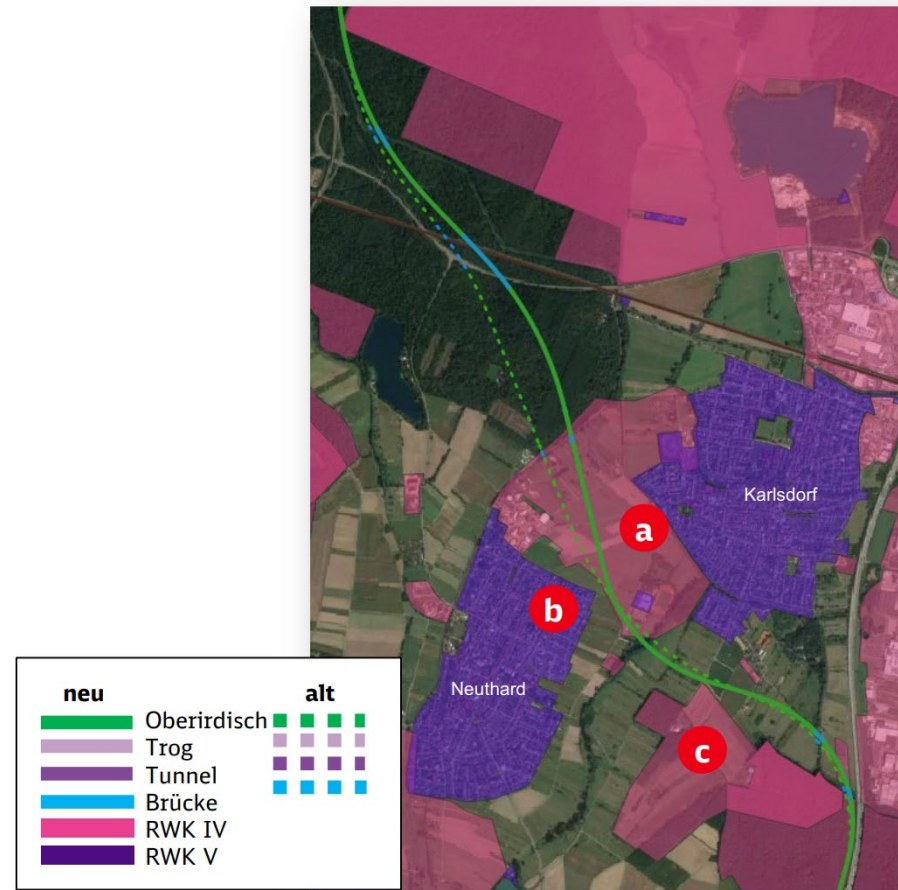 a
Karlsdorf
b
Neuthard
c
neu alt
Oberirdisch
Trog
Tunnel
Brücke
RWK IV
RWK V